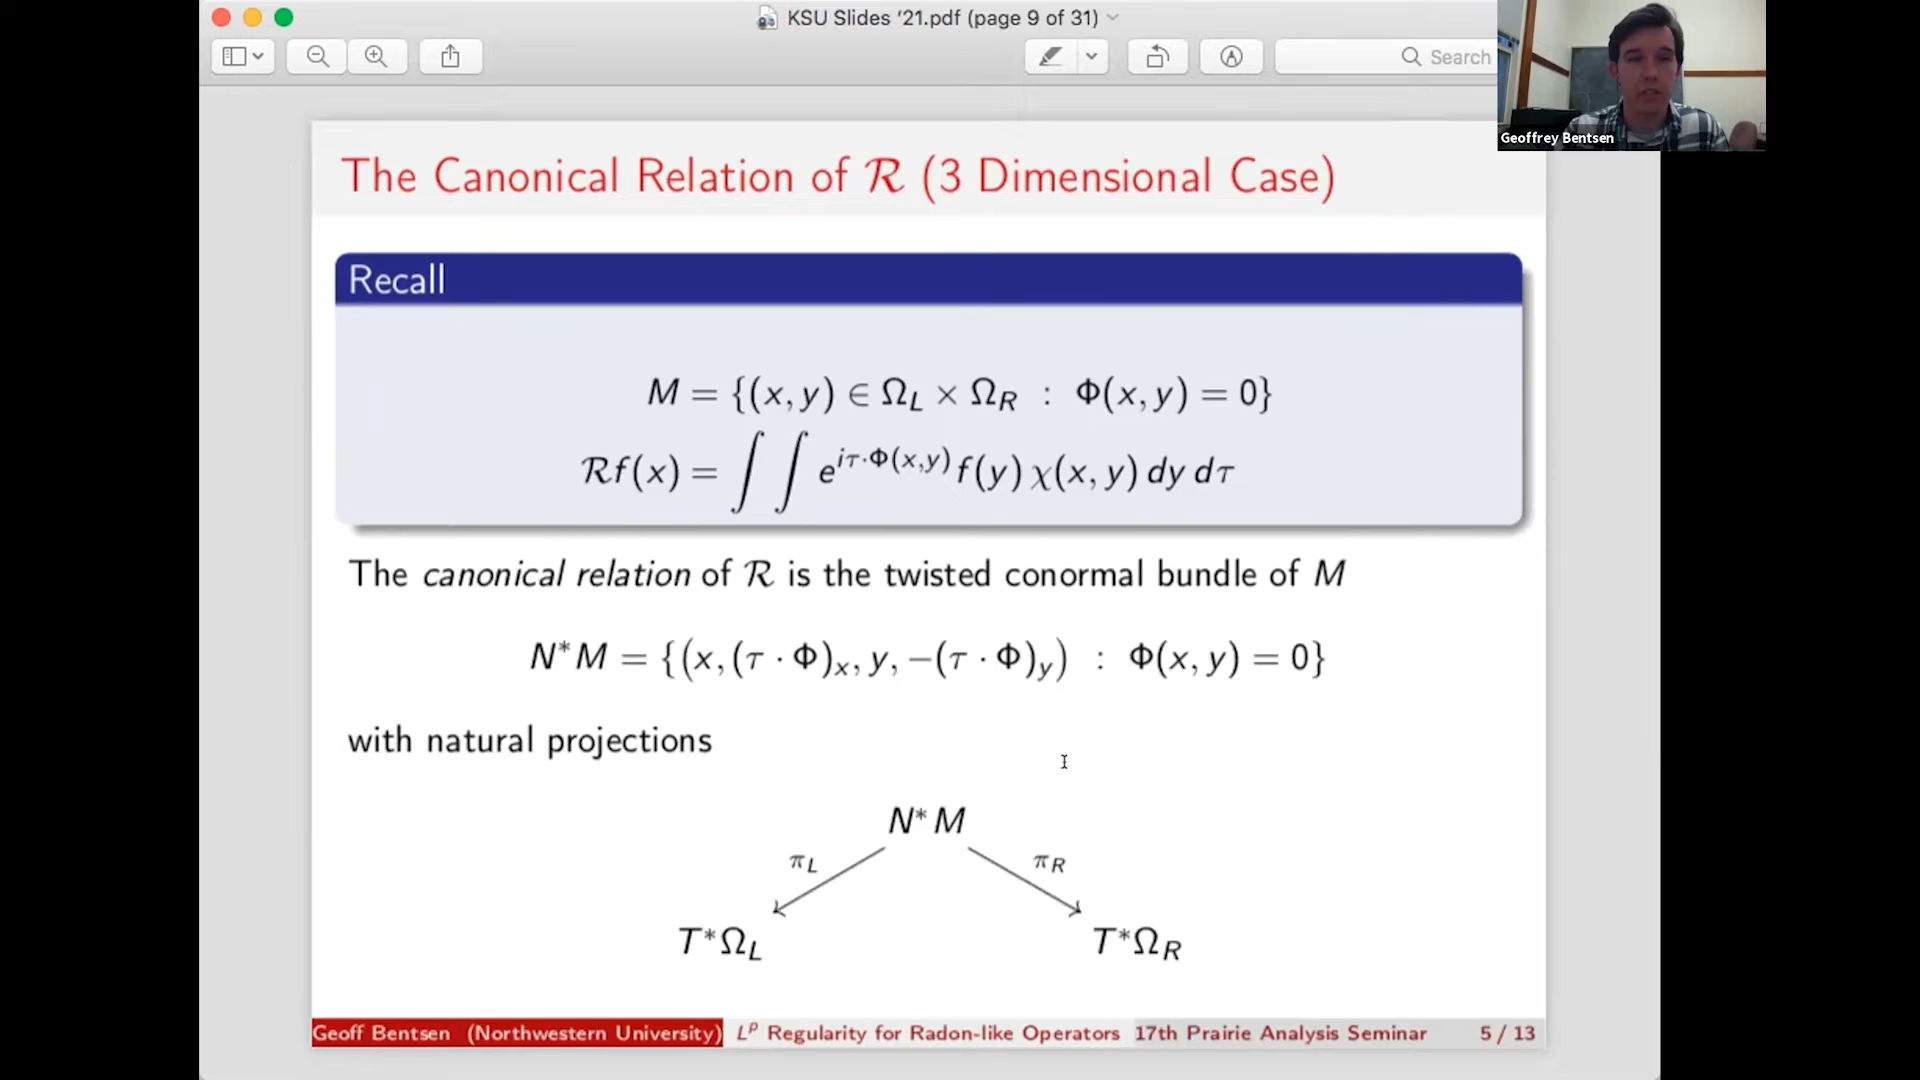 KSU Slides '21.pdf (page 9 of 31)
Search
Geoffrey Bentsen
The Canonical Relation of ℛ (3 Dimensional Case)
Recall
M = {(x, y) ∈ Ω_L × Ω_R : Φ(x, y) = 0}
ℛf(x) = ∫∫ e^{iτ·Φ(x,y)} f(y) χ(x, y) dy dτ
The canonical relation of ℛ is the twisted conormal bundle of M
N*M = {(x, (τ · Φ)_x, y, −(τ · Φ)_y) : Φ(x, y) = 0}
with natural projections
N*M
π_L π_R
T*Ω_L T*Ω_R
Geoff Bentsen (Northwestern University) L^p Regularity for Radon-like Operators 17th Prairie Analysis Seminar 5 / 13